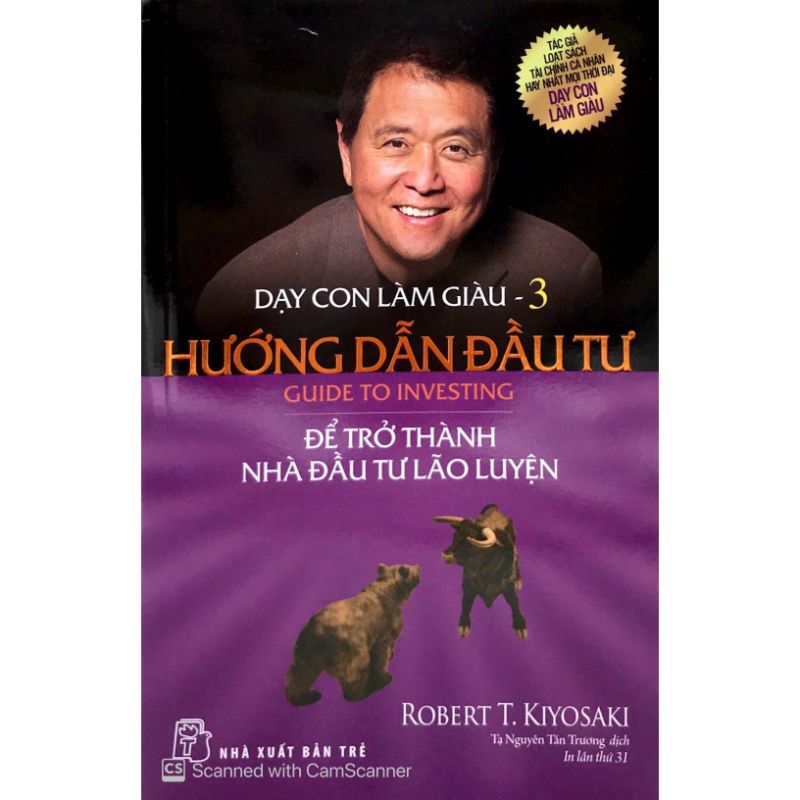 TÁC GIẢ
LOẠT SÁCH
TÀI CHÍNH CÁ NHÂN
HAY NHẤT MỌI THỜI ĐẠI
DẠY CON
LÀM GIÀU
DẠY CON LÀM GIÀU - 3
HƯỚNG DẪN ĐẦU TƯ
GUIDE TO INVESTING
ĐỂ TRỞ THÀNH
NHÀ ĐẦU TƯ LÃO LUYỆN
ROBERT T. KIYOSAKI
Tạ Nguyễn Tấn Trương dịch
In lần thứ 31
T
NHÀ XUẤT BẢN TRẺ
CS Scanned with CamScanner